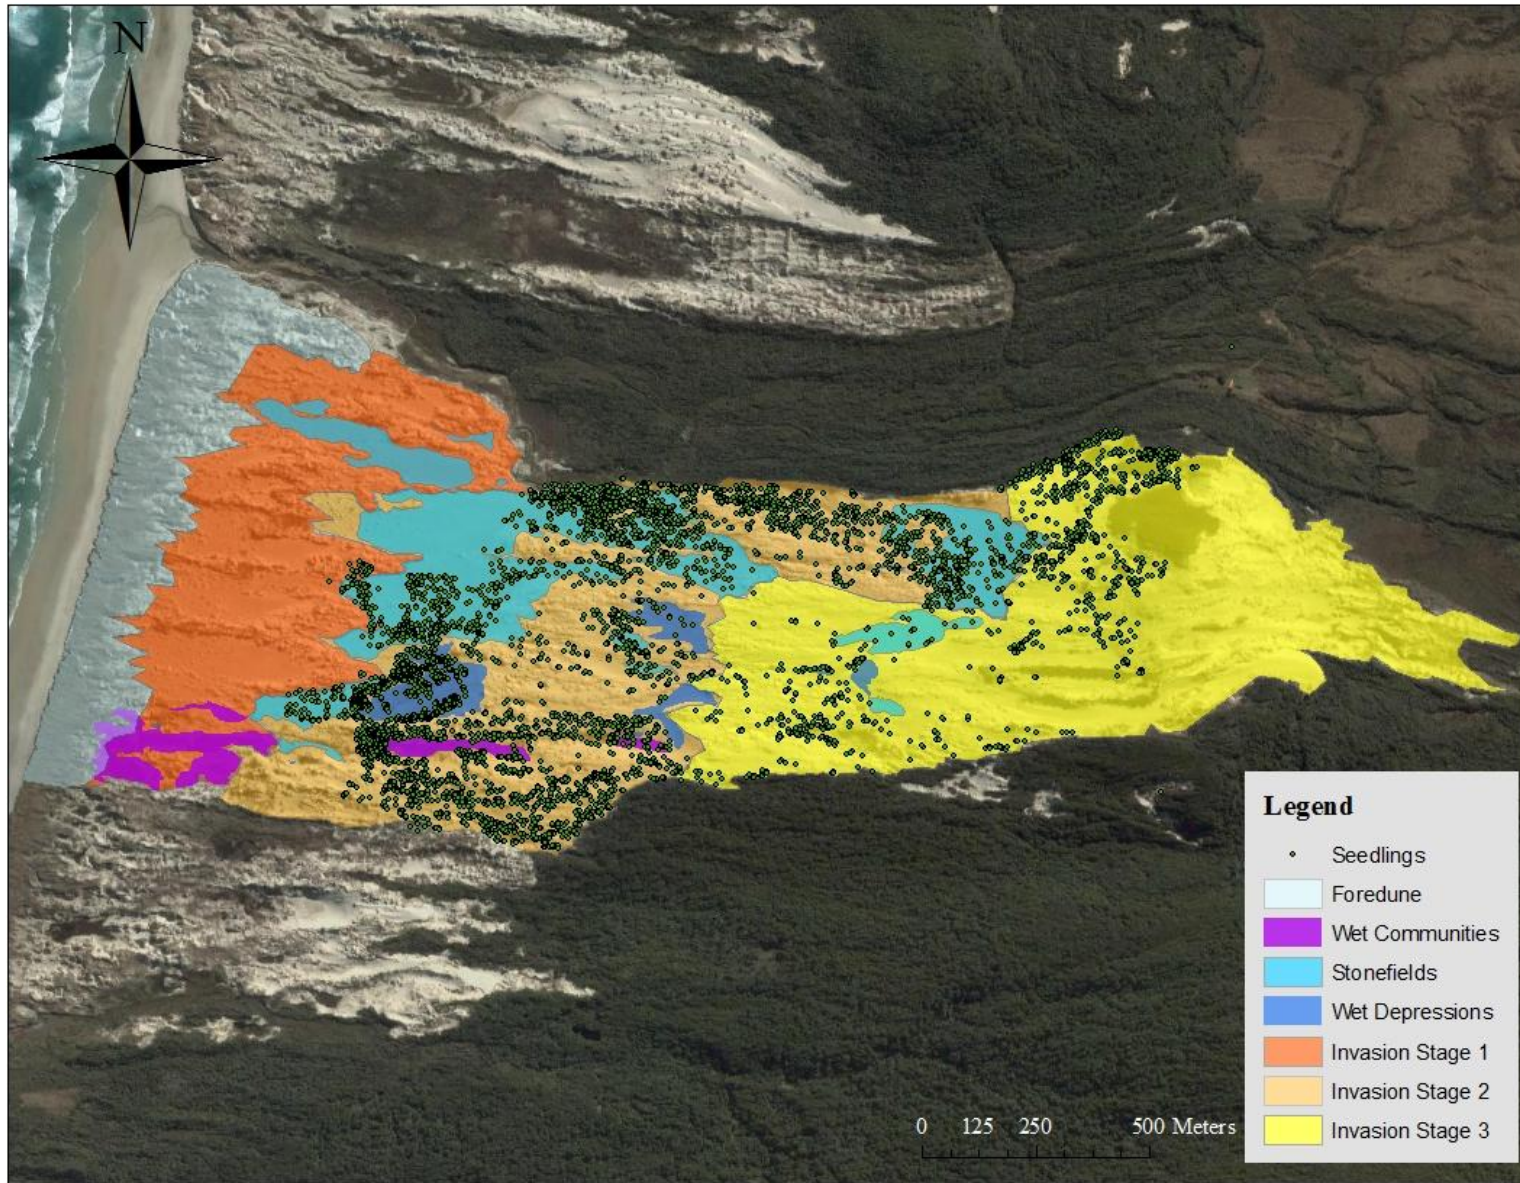 N
Legend
Seedlings
Foredune
Wet Communities
Stonefields
Wet Depressions
Invasion Stage 1
Invasion Stage 2
Invasion Stage 3
0 125 250 500 Meters